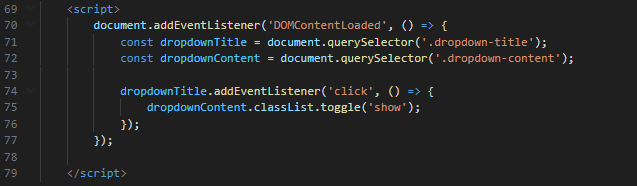 69 <script>
70 document.addEventListener('DOMContentLoaded', () => {
71 const dropdownTitle = document.querySelector('.dropdown-title');
72 const dropdownContent = document.querySelector('.dropdown-content');
73
74 dropdownTitle.addEventListener('click', () => {
75 dropdownContent.classList.toggle('show');
76 });
77 });
78
79 </script>